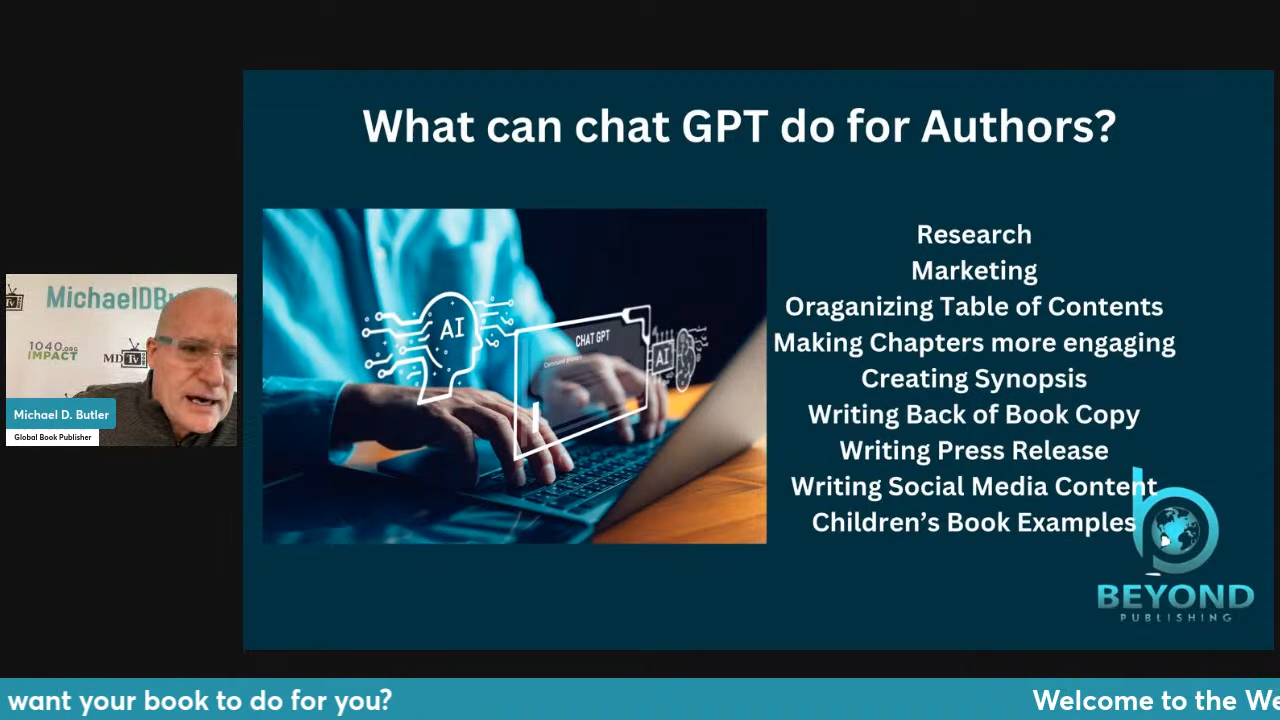 What can chat GPT do for Authors?
MichaelDBu
1040.ORG
IMPACT
MD TV
Michael D. Butler
Global Book Publisher
AI
CHAT GPT
AI
Research
Marketing
Oraganizing Table of Contents
Making Chapters more engaging
Creating Synopsis
Writing Back of Book Copy
Writing Press Release
Writing Social Media Content
Children’s Book Examples
BEYOND
PUBLISHING
want your book to do for you?
Welcome to the We